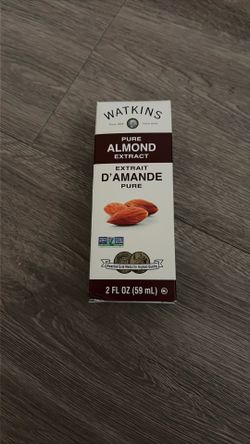 WATKINS
PURE
ALMOND
EXTRACT
EXTRAIT
D'AMANDE
PURE
2 FL OZ (59 mL)